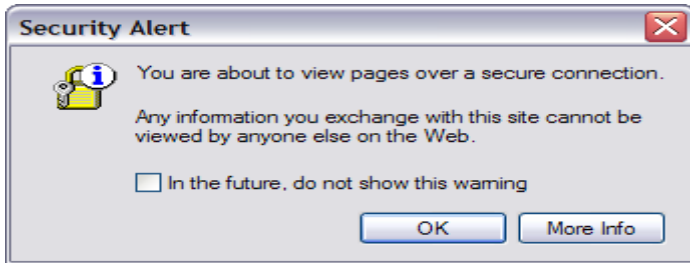 Security Alert
You are about to view pages over a secure connection.
Any information you exchange with this site cannot be
viewed by anyone else on the Web.
In the future, do not show this warning
OK More Info